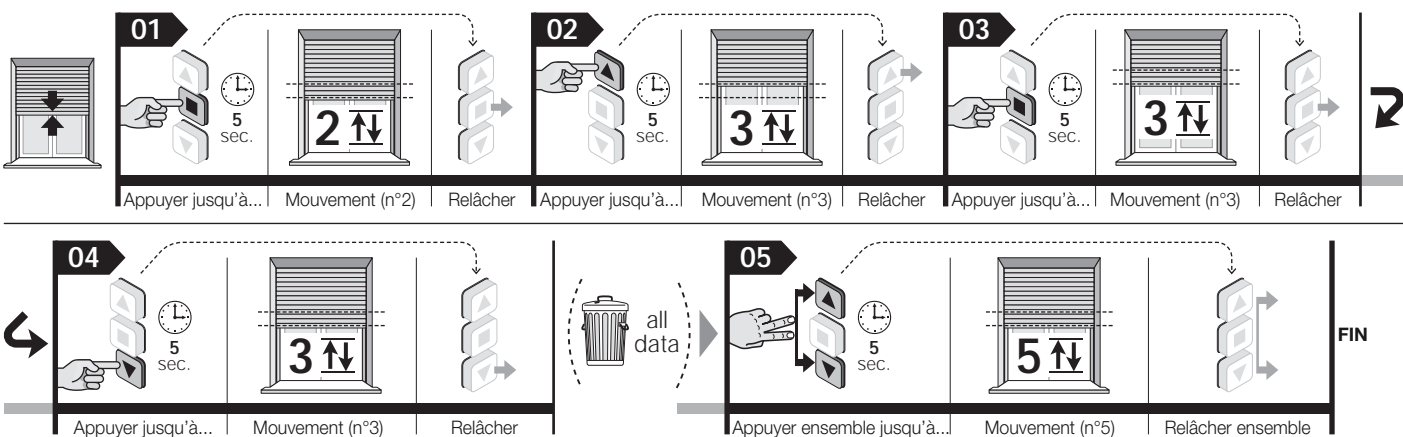 01
5
sec.
2
Appuyer jusqu'à... Mouvement (n°2) Relâcher
02
5
sec.
3
Appuyer jusqu'à... Mouvement (n°3) Relâcher
03
5
sec.
3
Appuyer jusqu'à... Mouvement (n°3) Relâcher
04
5
sec.
3
Appuyer jusqu'à... Mouvement (n°3) Relâcher
all
data
05
5
sec.
5
Appuyer ensemble jusqu'à... Mouvement (n°5) Relâcher ensemble
FIN